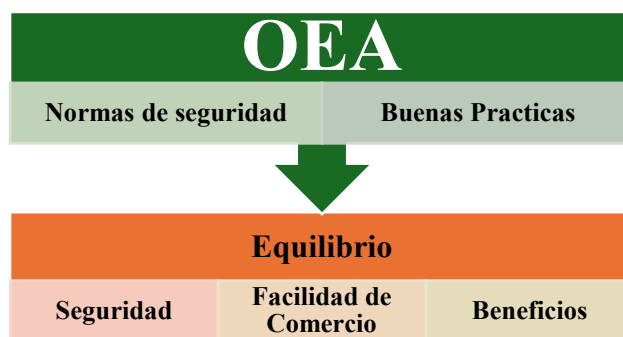 OEA
Normas de seguridad
Buenas Practicas
Equilibrio
Seguridad
Facilidad de
Comercio
Beneficios